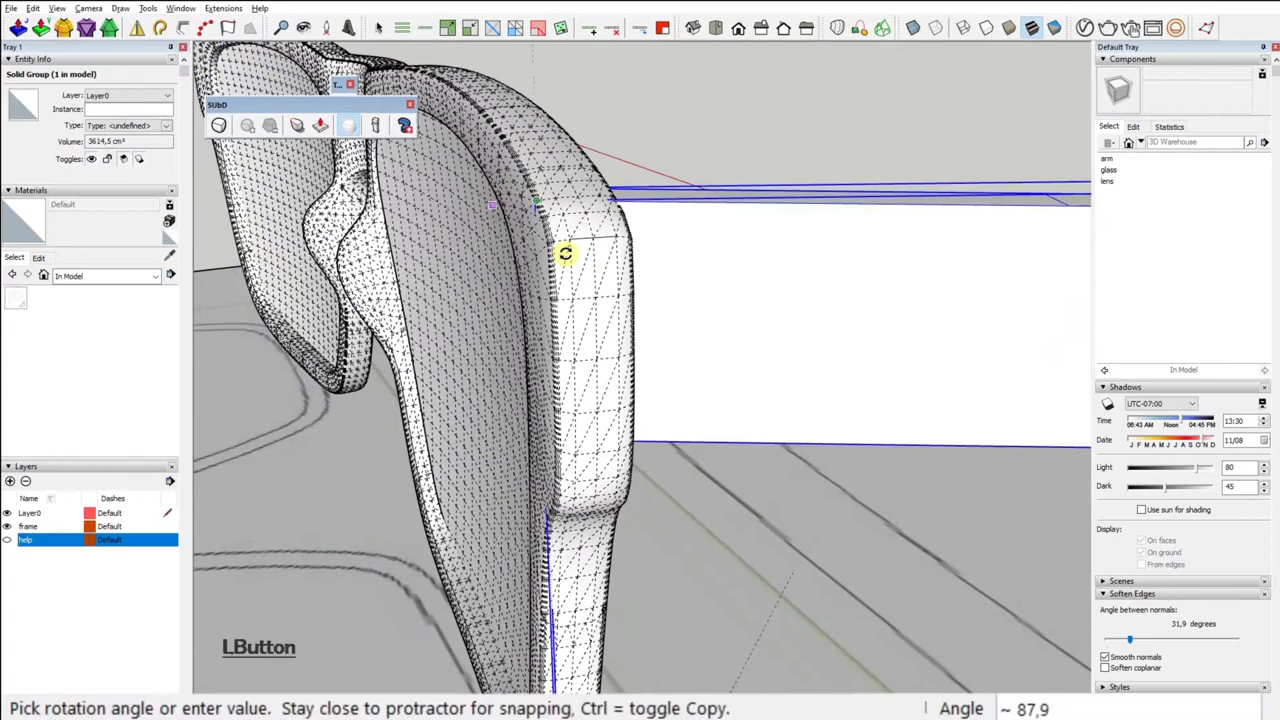 File Edit View Camera Draw Tools Window Extensions Help
Tray 1
Entity Info
Solid Group (1 in model)
Layer: Layer0
Instance:
Type: Type: <undefined>
Volume: 3614,5 cm³
Toggles:
Materials
Default
Select Edit
In Model
Layers
Name Dashes
Layer0 Default
frame Default
help Default
T...
SUbD
LButton
Default Tray
Components
Select Edit Statistics
3D Warehouse
arm
glass
lens
In Model
Shadows
UTC-07:00
Time 06:43 AM Noon 04:45 PM 13:30
Date J F M A M J J A S O N D 11/08
Light 80
Dark 45
Use sun for shading
Display:
On faces
On ground
From edges
Scenes
Soften Edges
Angle between normals:
31,9 degrees
Smooth normals
Soften coplanar
Styles
Pick rotation angle or enter value. Stay close to protractor for snapping, Ctrl = toggle Copy. Angle ~ 87,9